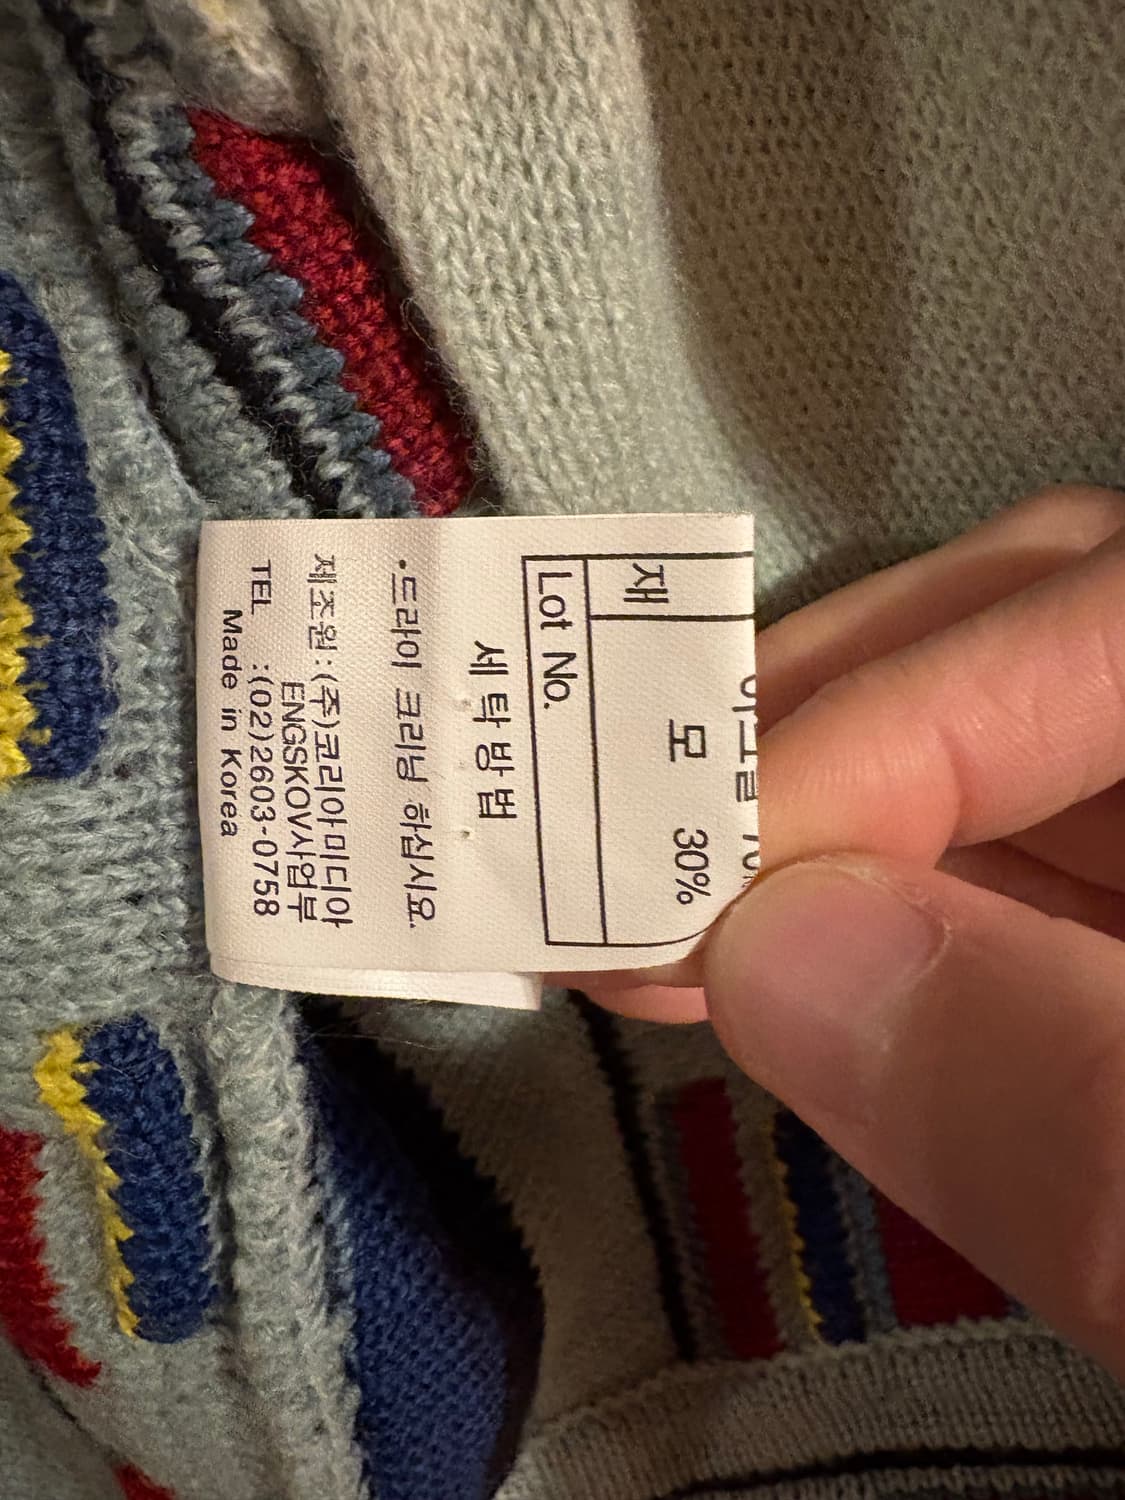 재
모 30%
Lot No.
세탁방법
•드라이 크리닝 하십시요.
제조원:(주)코리아미디아
ENGSKOV사업부
TEL :(02)2603-0758
Made in Korea